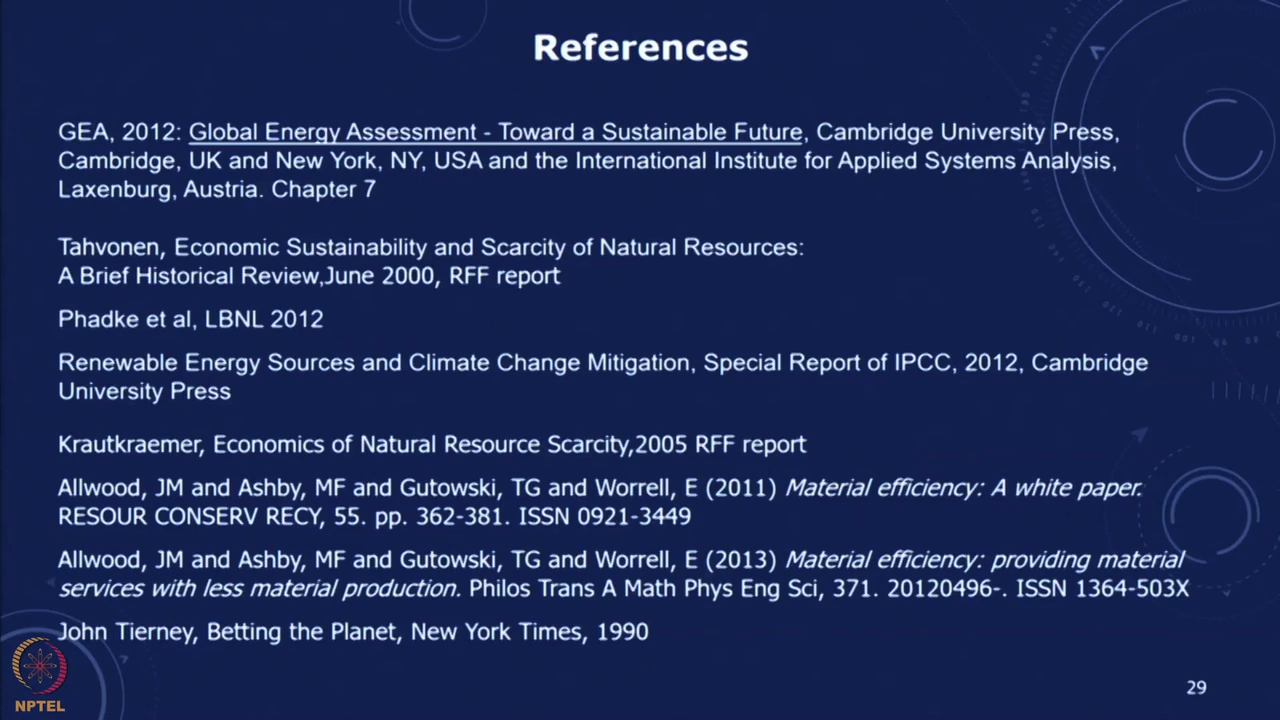 References
GEA, 2012: Global Energy Assessment - Toward a Sustainable Future, Cambridge University Press,
Cambridge, UK and New York, NY, USA and the International Institute for Applied Systems Analysis,
Laxenburg, Austria. Chapter 7
Tahvonen, Economic Sustainability and Scarcity of Natural Resources:
A Brief Historical Review,June 2000, RFF report
Phadke et al, LBNL 2012
Renewable Energy Sources and Climate Change Mitigation, Special Report of IPCC, 2012, Cambridge
University Press
Krautkraemer, Economics of Natural Resource Scarcity,2005 RFF report
Allwood, JM and Ashby, MF and Gutowski, TG and Worrell, E (2011) Material efficiency: A white paper.
RESOUR CONSERV RECY, 55. pp. 362-381. ISSN 0921-3449
Allwood, JM and Ashby, MF and Gutowski, TG and Worrell, E (2013) Material efficiency: providing material
services with less material production. Philos Trans A Math Phys Eng Sci, 371. 20120496-. ISSN 1364-503X
John Tierney, Betting the Planet, New York Times, 1990
NPTEL
29